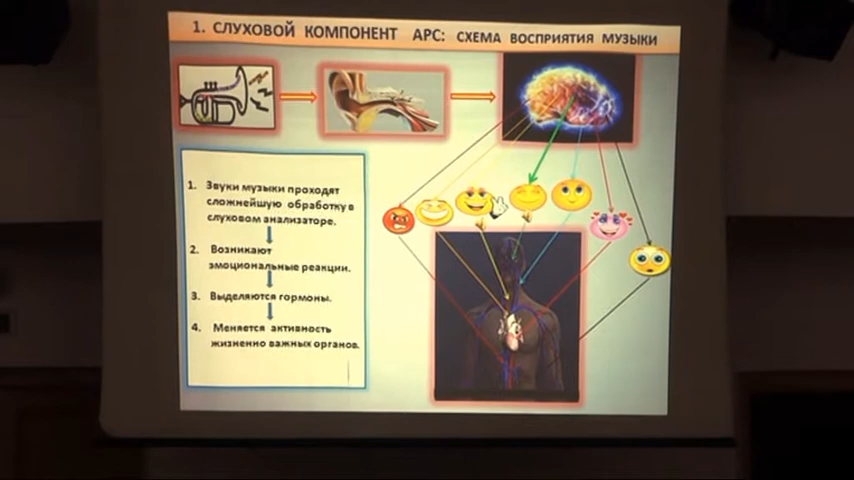 1. СЛУХОВОЙ КОМПОНЕНТ АРС: СХЕМА ВОСПРИЯТИЯ МУЗЫКИ
1. Звуки музыки проходят
сложнейшую обработку в
слуховом анализаторе.
2. Возникают
эмоциональные реакции.
3. Выделяются гормоны.
4. Меняется активность
жизненно важных органов.